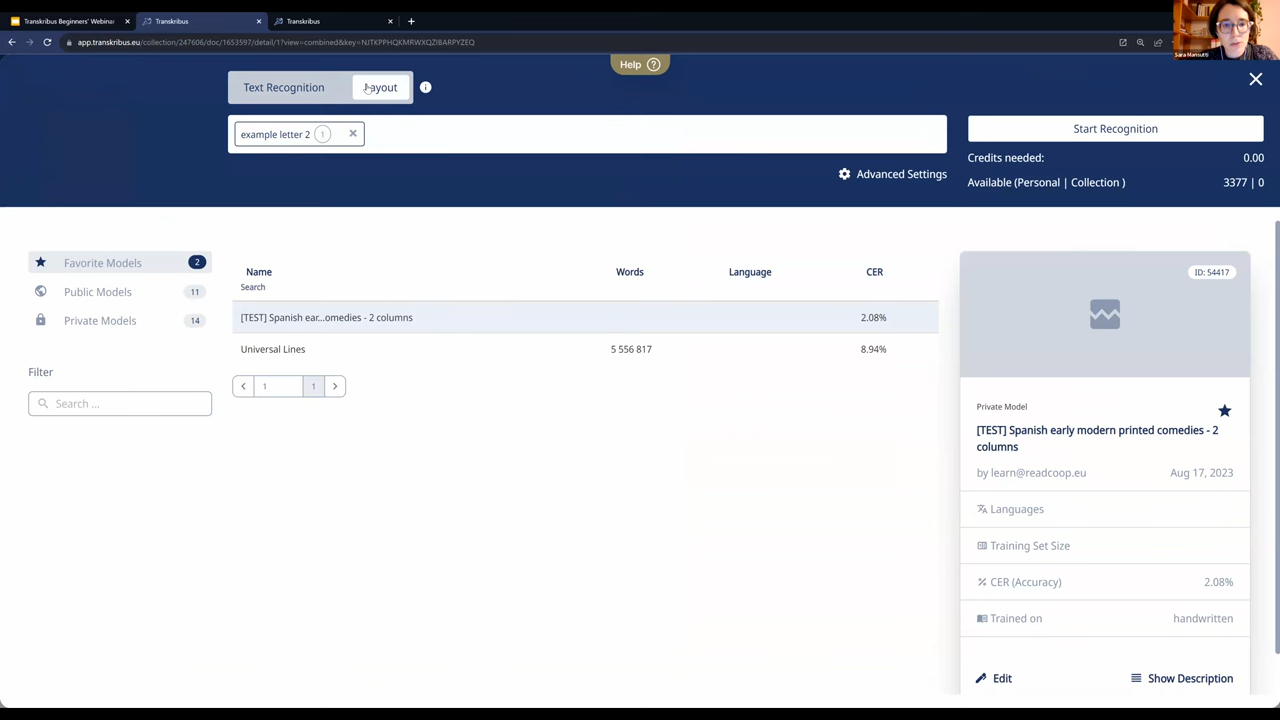 Transkribus Beginners' Webina
Transkribus
Transkribus
app.transkribus.eu/collection/247606/doc/1653597/detail/1?view=combined&key=NJTKPPHQKMRWXQZIBARPYZEQ
Sara Mansutti
Help
Text Recognition
Layout
example letter 2 1
Start Recognition
Credits needed: 0.00
Advanced Settings
Available (Personal | Collection ) 3377 | 0
Favorite Models 2
Public Models 11
Private Models 14
Filter
Search ...
Name Words Language CER
Search
[TEST] Spanish ear...omedies - 2 columns 2.08%
Universal Lines 5 556 817 8.94%
1 1
ID: 54417
Private Model
[TEST] Spanish early modern printed comedies - 2
columns
by learn@readcoop.eu Aug 17, 2023
Languages
Training Set Size
CER (Accuracy) 2.08%
Trained on handwritten
Edit Show Description